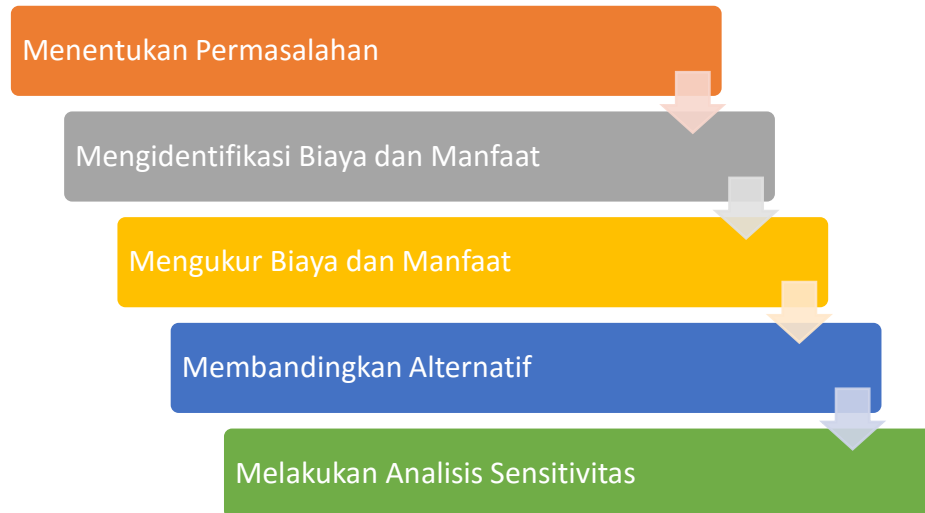 Menentukan Permasalahan
Mengidentifikasi Biaya dan Manfaat
Mengukur Biaya dan Manfaat
Membandingkan Alternatif
Melakukan Analisis Sensitivitas